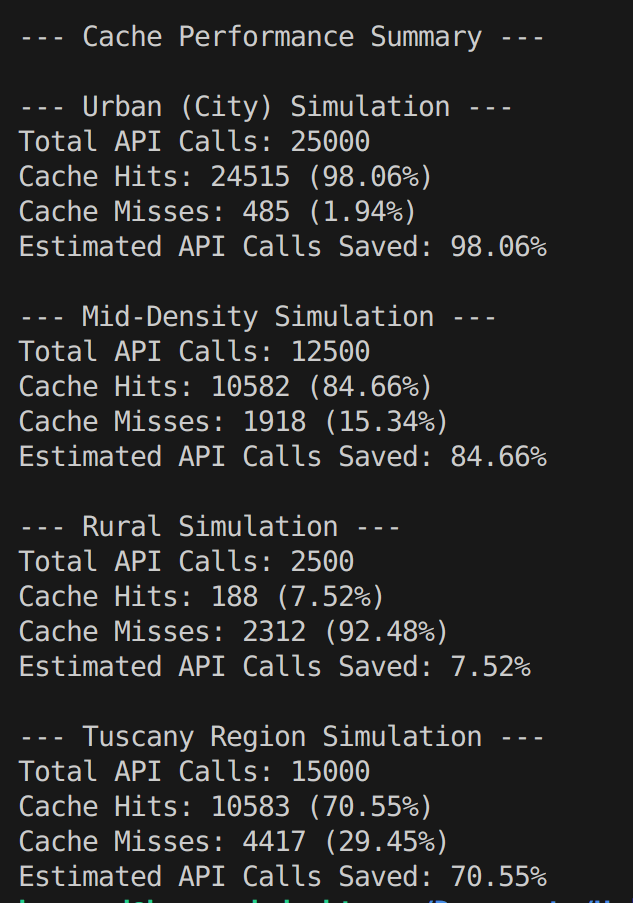 --- Cache Performance Summary ---
--- Urban (City) Simulation ---
Total API Calls: 25000
Cache Hits: 24515 (98.06%)
Cache Misses: 485 (1.94%)
Estimated API Calls Saved: 98.06%
--- Mid-Density Simulation ---
Total API Calls: 12500
Cache Hits: 10582 (84.66%)
Cache Misses: 1918 (15.34%)
Estimated API Calls Saved: 84.66%
--- Rural Simulation ---
Total API Calls: 2500
Cache Hits: 188 (7.52%)
Cache Misses: 2312 (92.48%)
Estimated API Calls Saved: 7.52%
--- Tuscany Region Simulation ---
Total API Calls: 15000
Cache Hits: 10583 (70.55%)
Cache Misses: 4417 (29.45%)
Estimated API Calls Saved: 70.55%